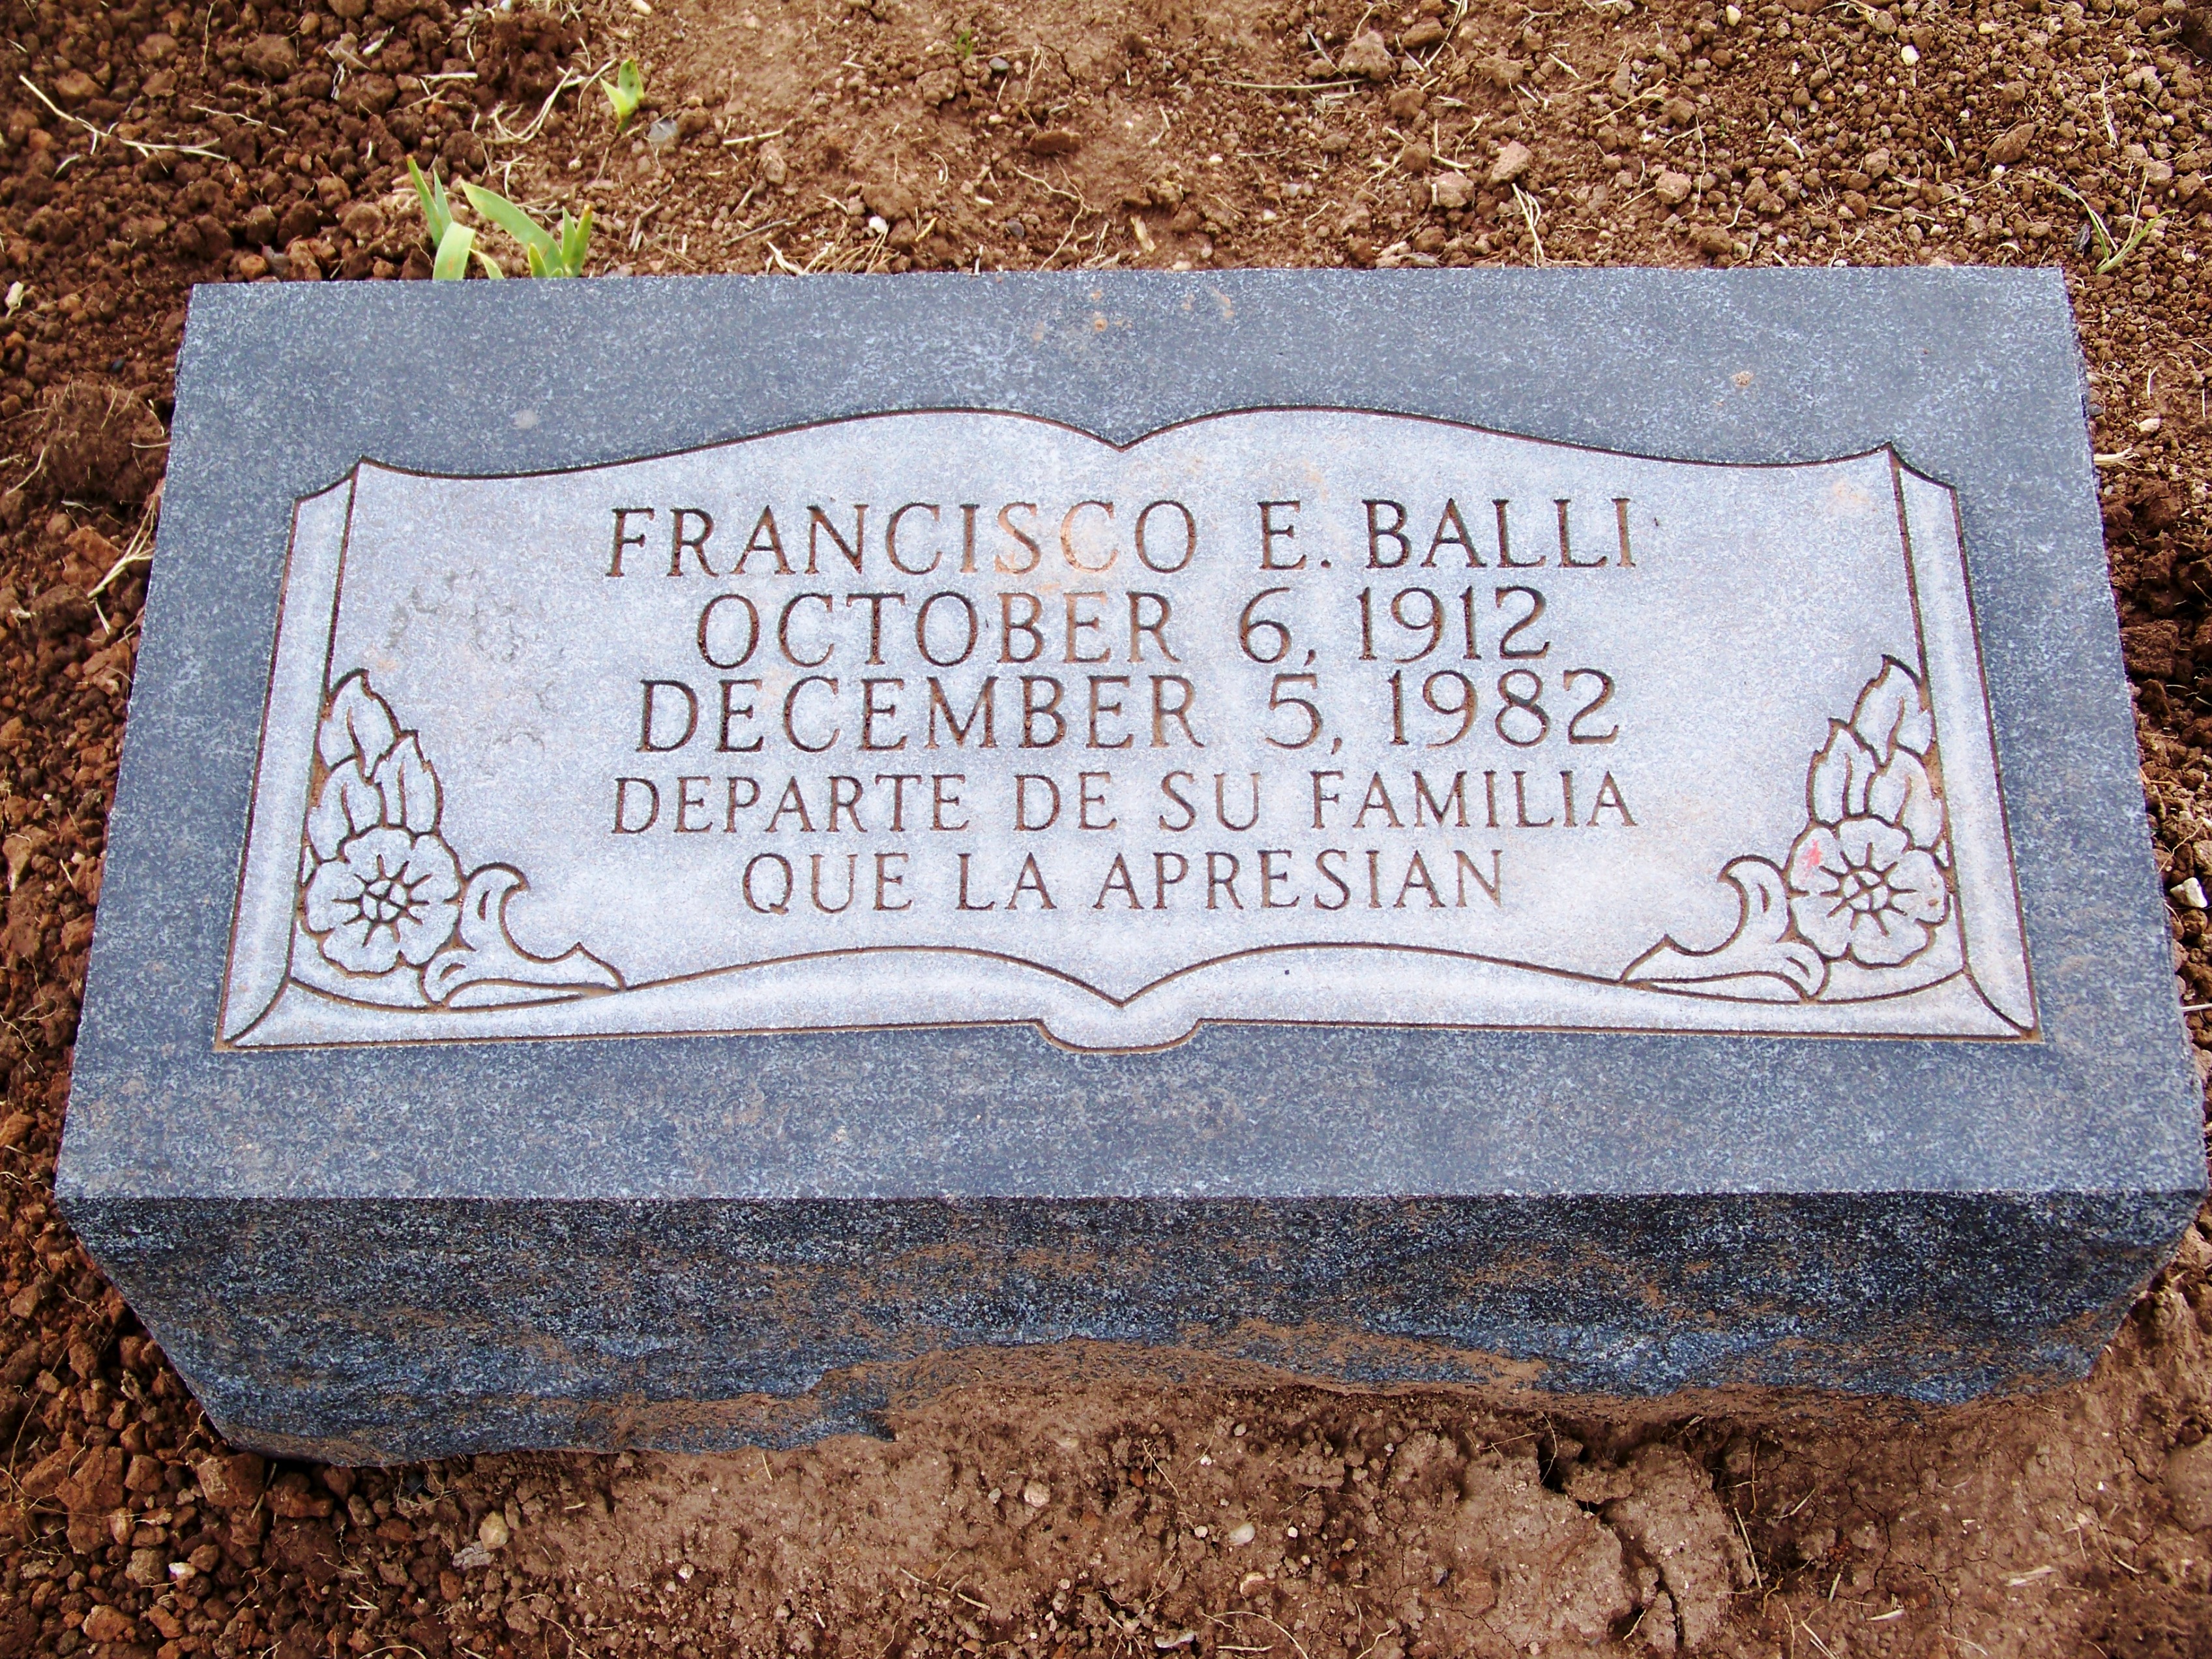 FRANCISCO E. BALLI
OCTOBER 6, 1912
DECEMBER 5, 1982
DEPARTE DE SU FAMILIA
QUE LA APRESIAN